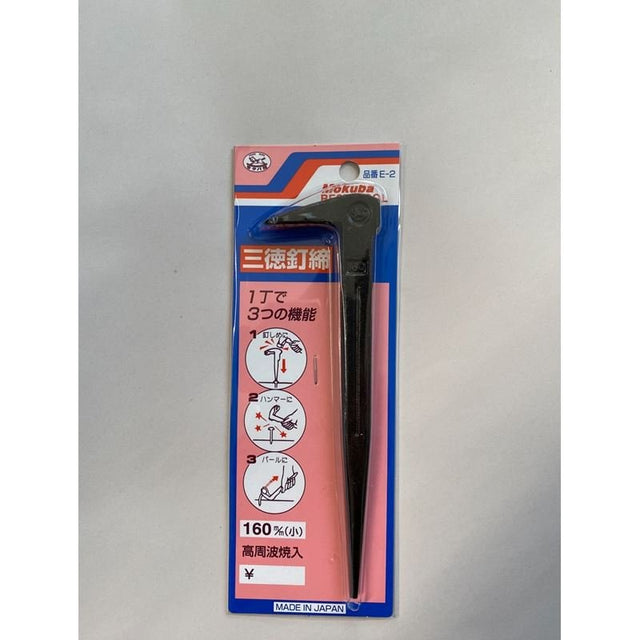 品番E-2
Mokuba
三徳釘締
1丁で
3つの機能
1 釘しめに
2 ハンマーに
3 バールに
160 m/m(小)
高周波焼入
¥
MADE IN JAPAN